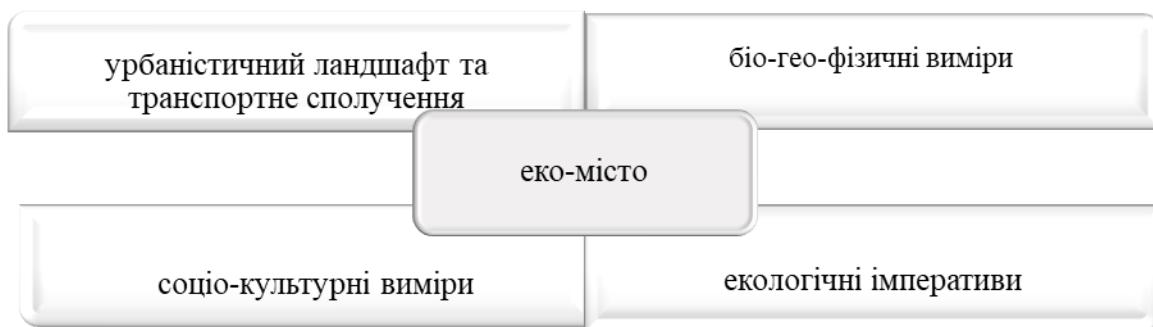 урбаністичний ландшафт та
транспортне сполучення
біо-гео-фізичні виміри
еко-місто
соціо-культурні виміри
екологічні імперативи